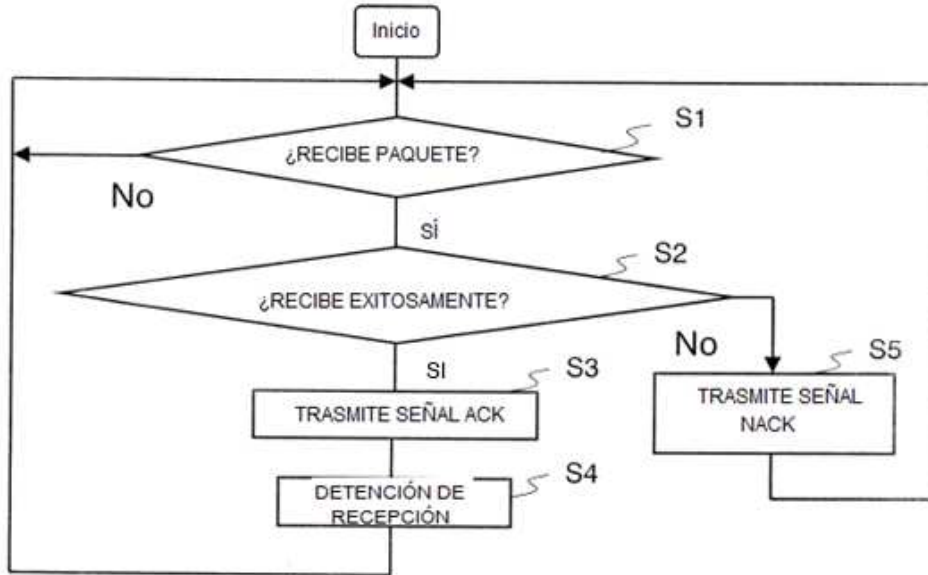 Inicio
S1
¿RECIBE PAQUETE?
No
SÍ
S2
¿RECIBE EXITOSAMENTE?
No
SI
S3
S5
TRASMITE SEÑAL ACK
TRASMITE SEÑAL
NACK
S4
DETENCIÓN DE
RECEPCIÓN